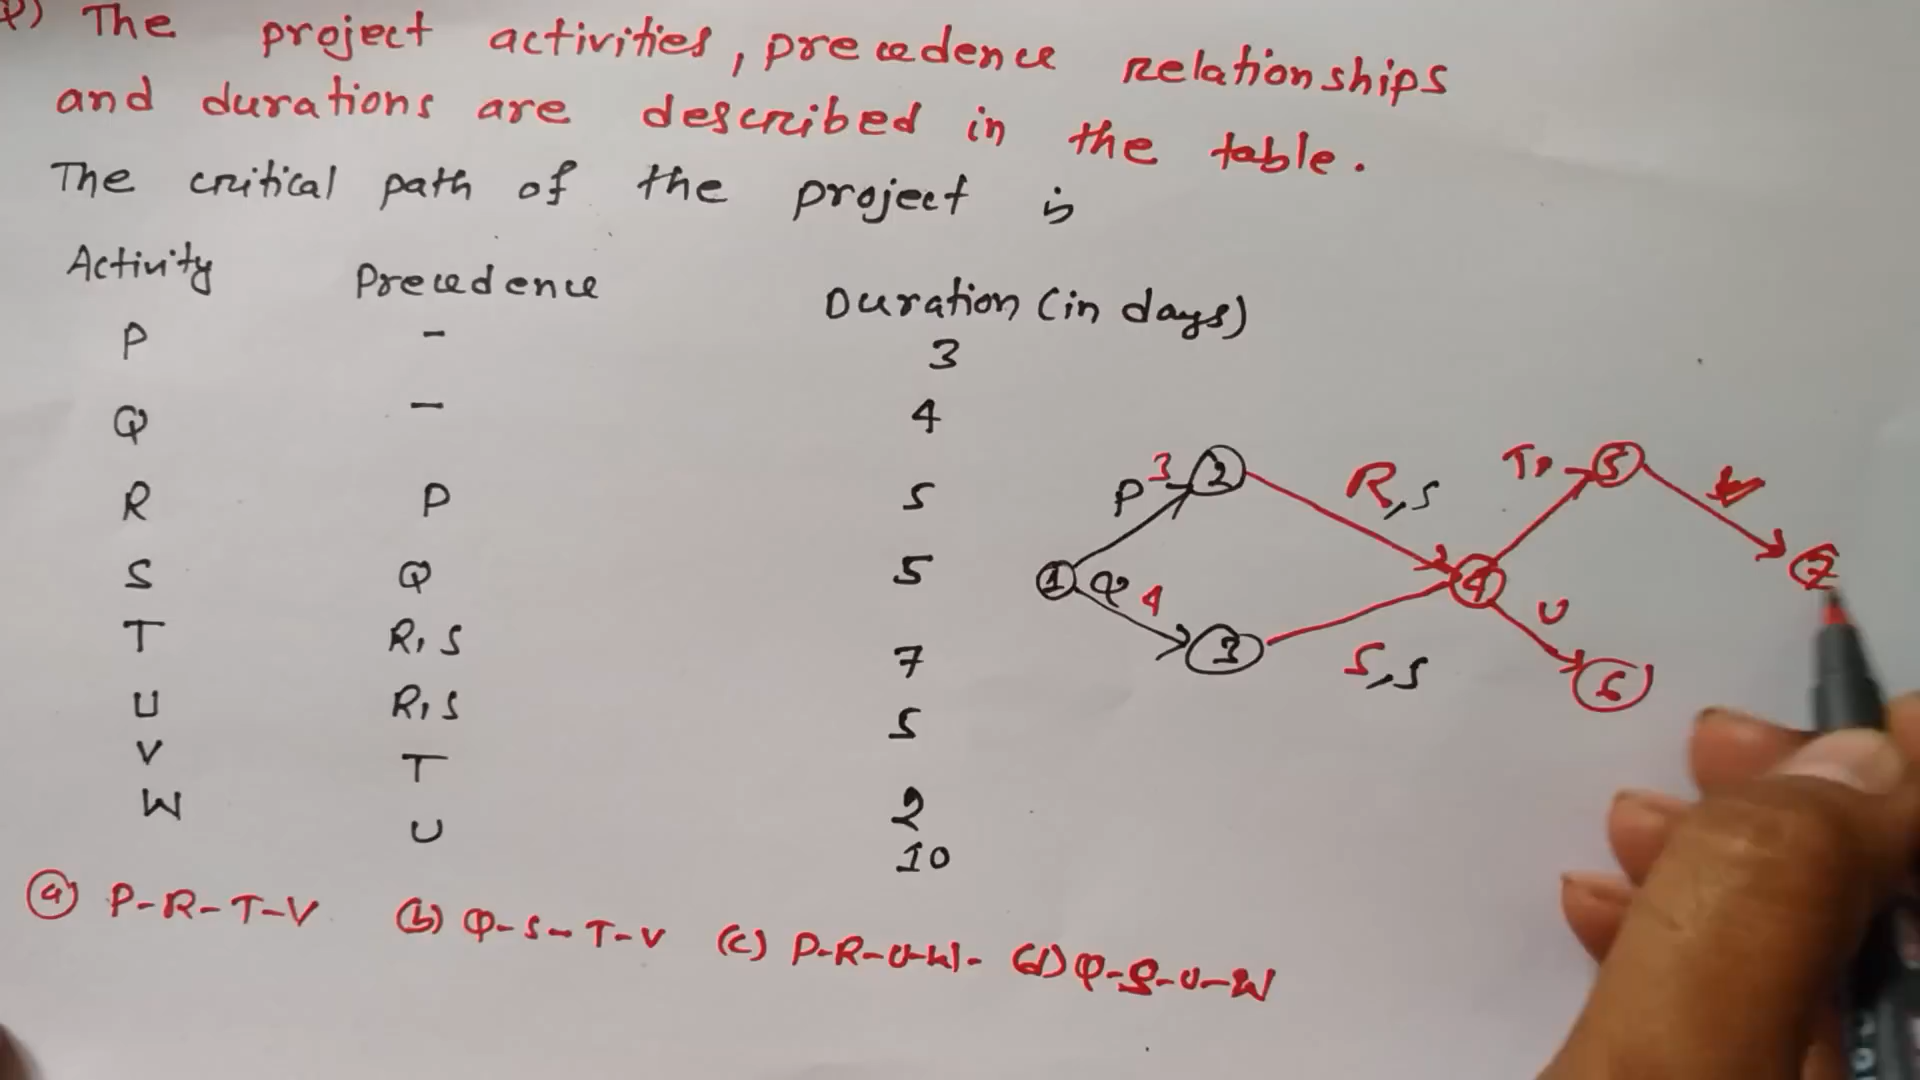 The project activities, precedence relationships
and durations are described in the table.
The critical path of the project is
Activity Precedence Duration (in days)
P - 3
Q - 4
R P 5
S Q 5
T R, S 7
U R, S 5
V T 2
W U 10
(a) P-R-T-V (b) Q-S-T-V (c) P-R-U-W- (d) Q-S-U-W
P 3 2 R,5 T, 5
1 Q 4 4 U 7
3 S,5 6